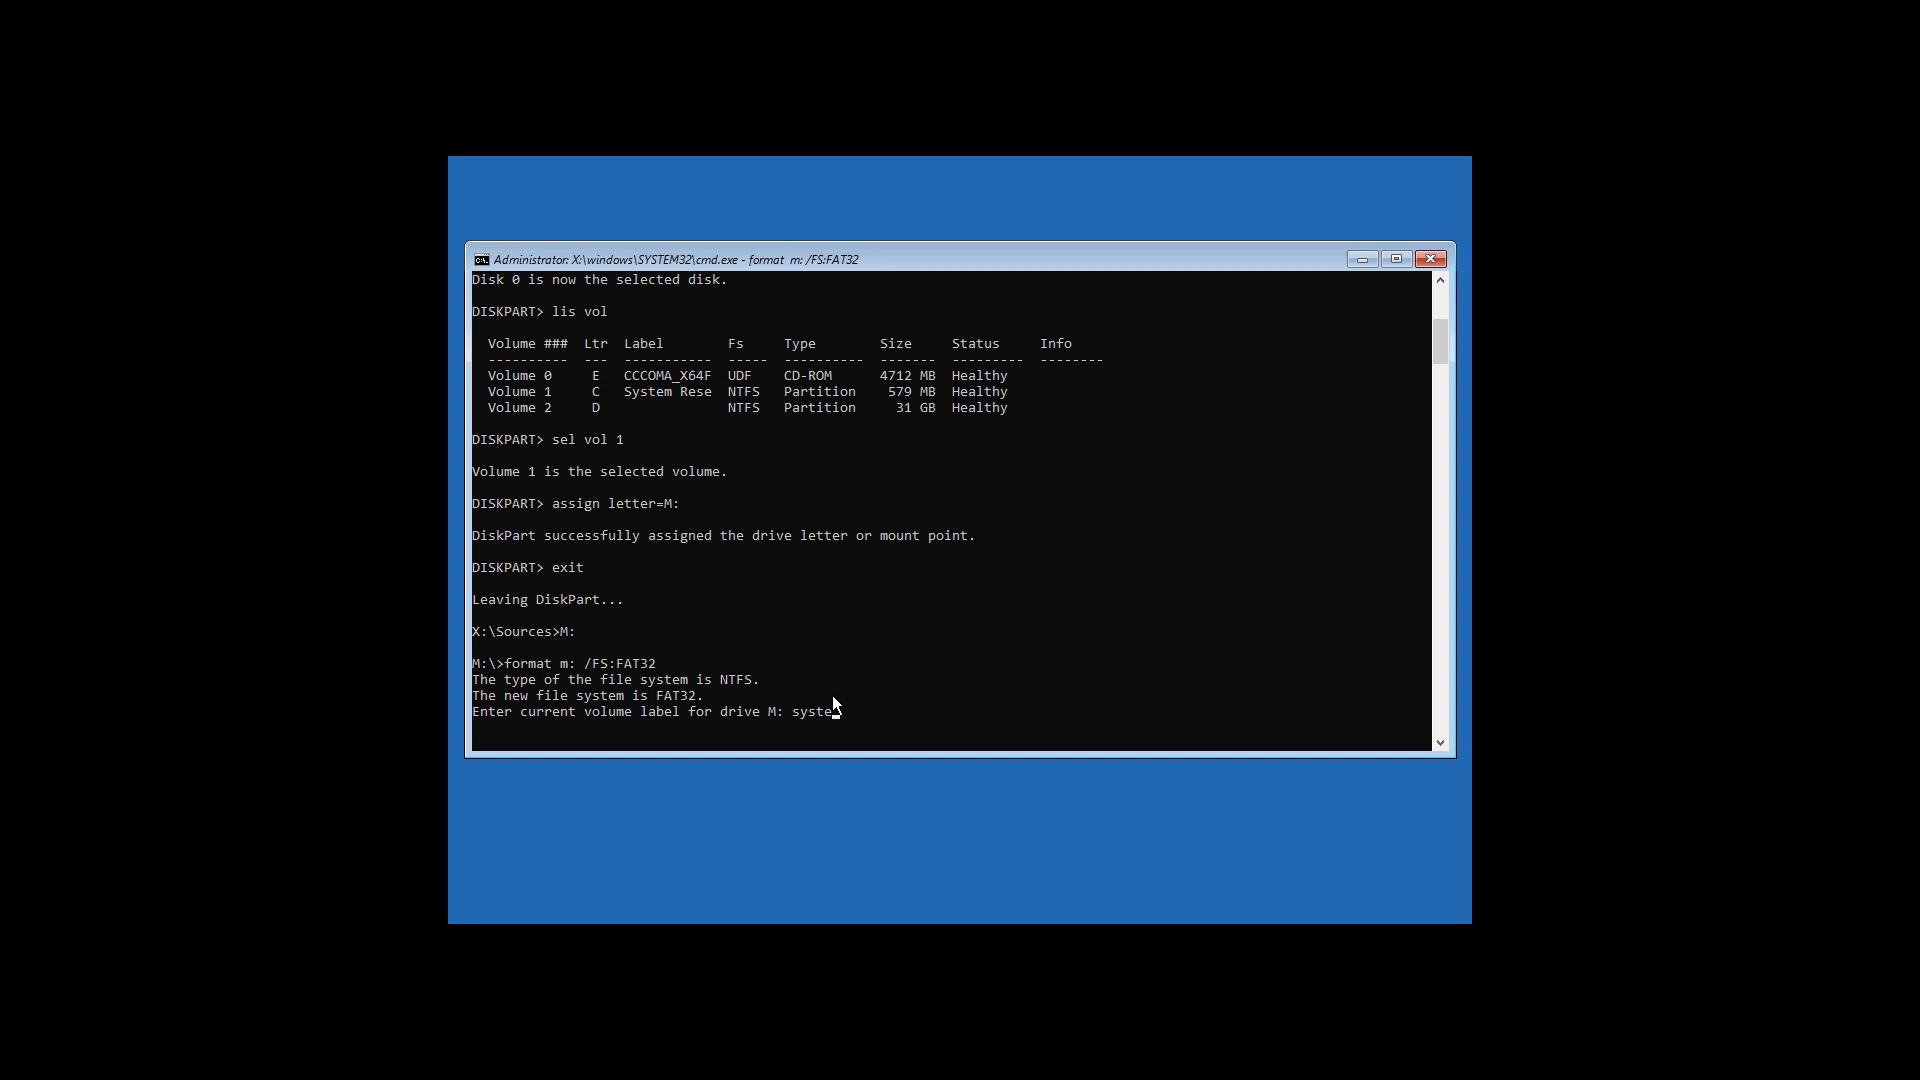 Administrator: X:\windows\SYSTEM32\cmd.exe - format  m: /FS:FAT32
Disk 0 is now the selected disk.
DISKPART> lis vol
  Volume ###  Ltr  Label        Fs     Type        Size     Status     Info
  ----------  ---  -----------  -----  ----------  -------  ---------  --------
  Volume 0     E   CCCOMA_X64F  UDF    CD-ROM      4712 MB  Healthy
  Volume 1     C   System Rese  NTFS   Partition    579 MB  Healthy
  Volume 2     D                NTFS   Partition     31 GB  Healthy
DISKPART> sel vol 1
Volume 1 is the selected volume.
DISKPART> assign letter=M:
DiskPart successfully assigned the drive letter or mount point.
DISKPART> exit
Leaving DiskPart...
X:\Sources>M:
M:\>format m: /FS:FAT32
The type of the file system is NTFS.
The new file system is FAT32.
Enter current volume label for drive M: syste